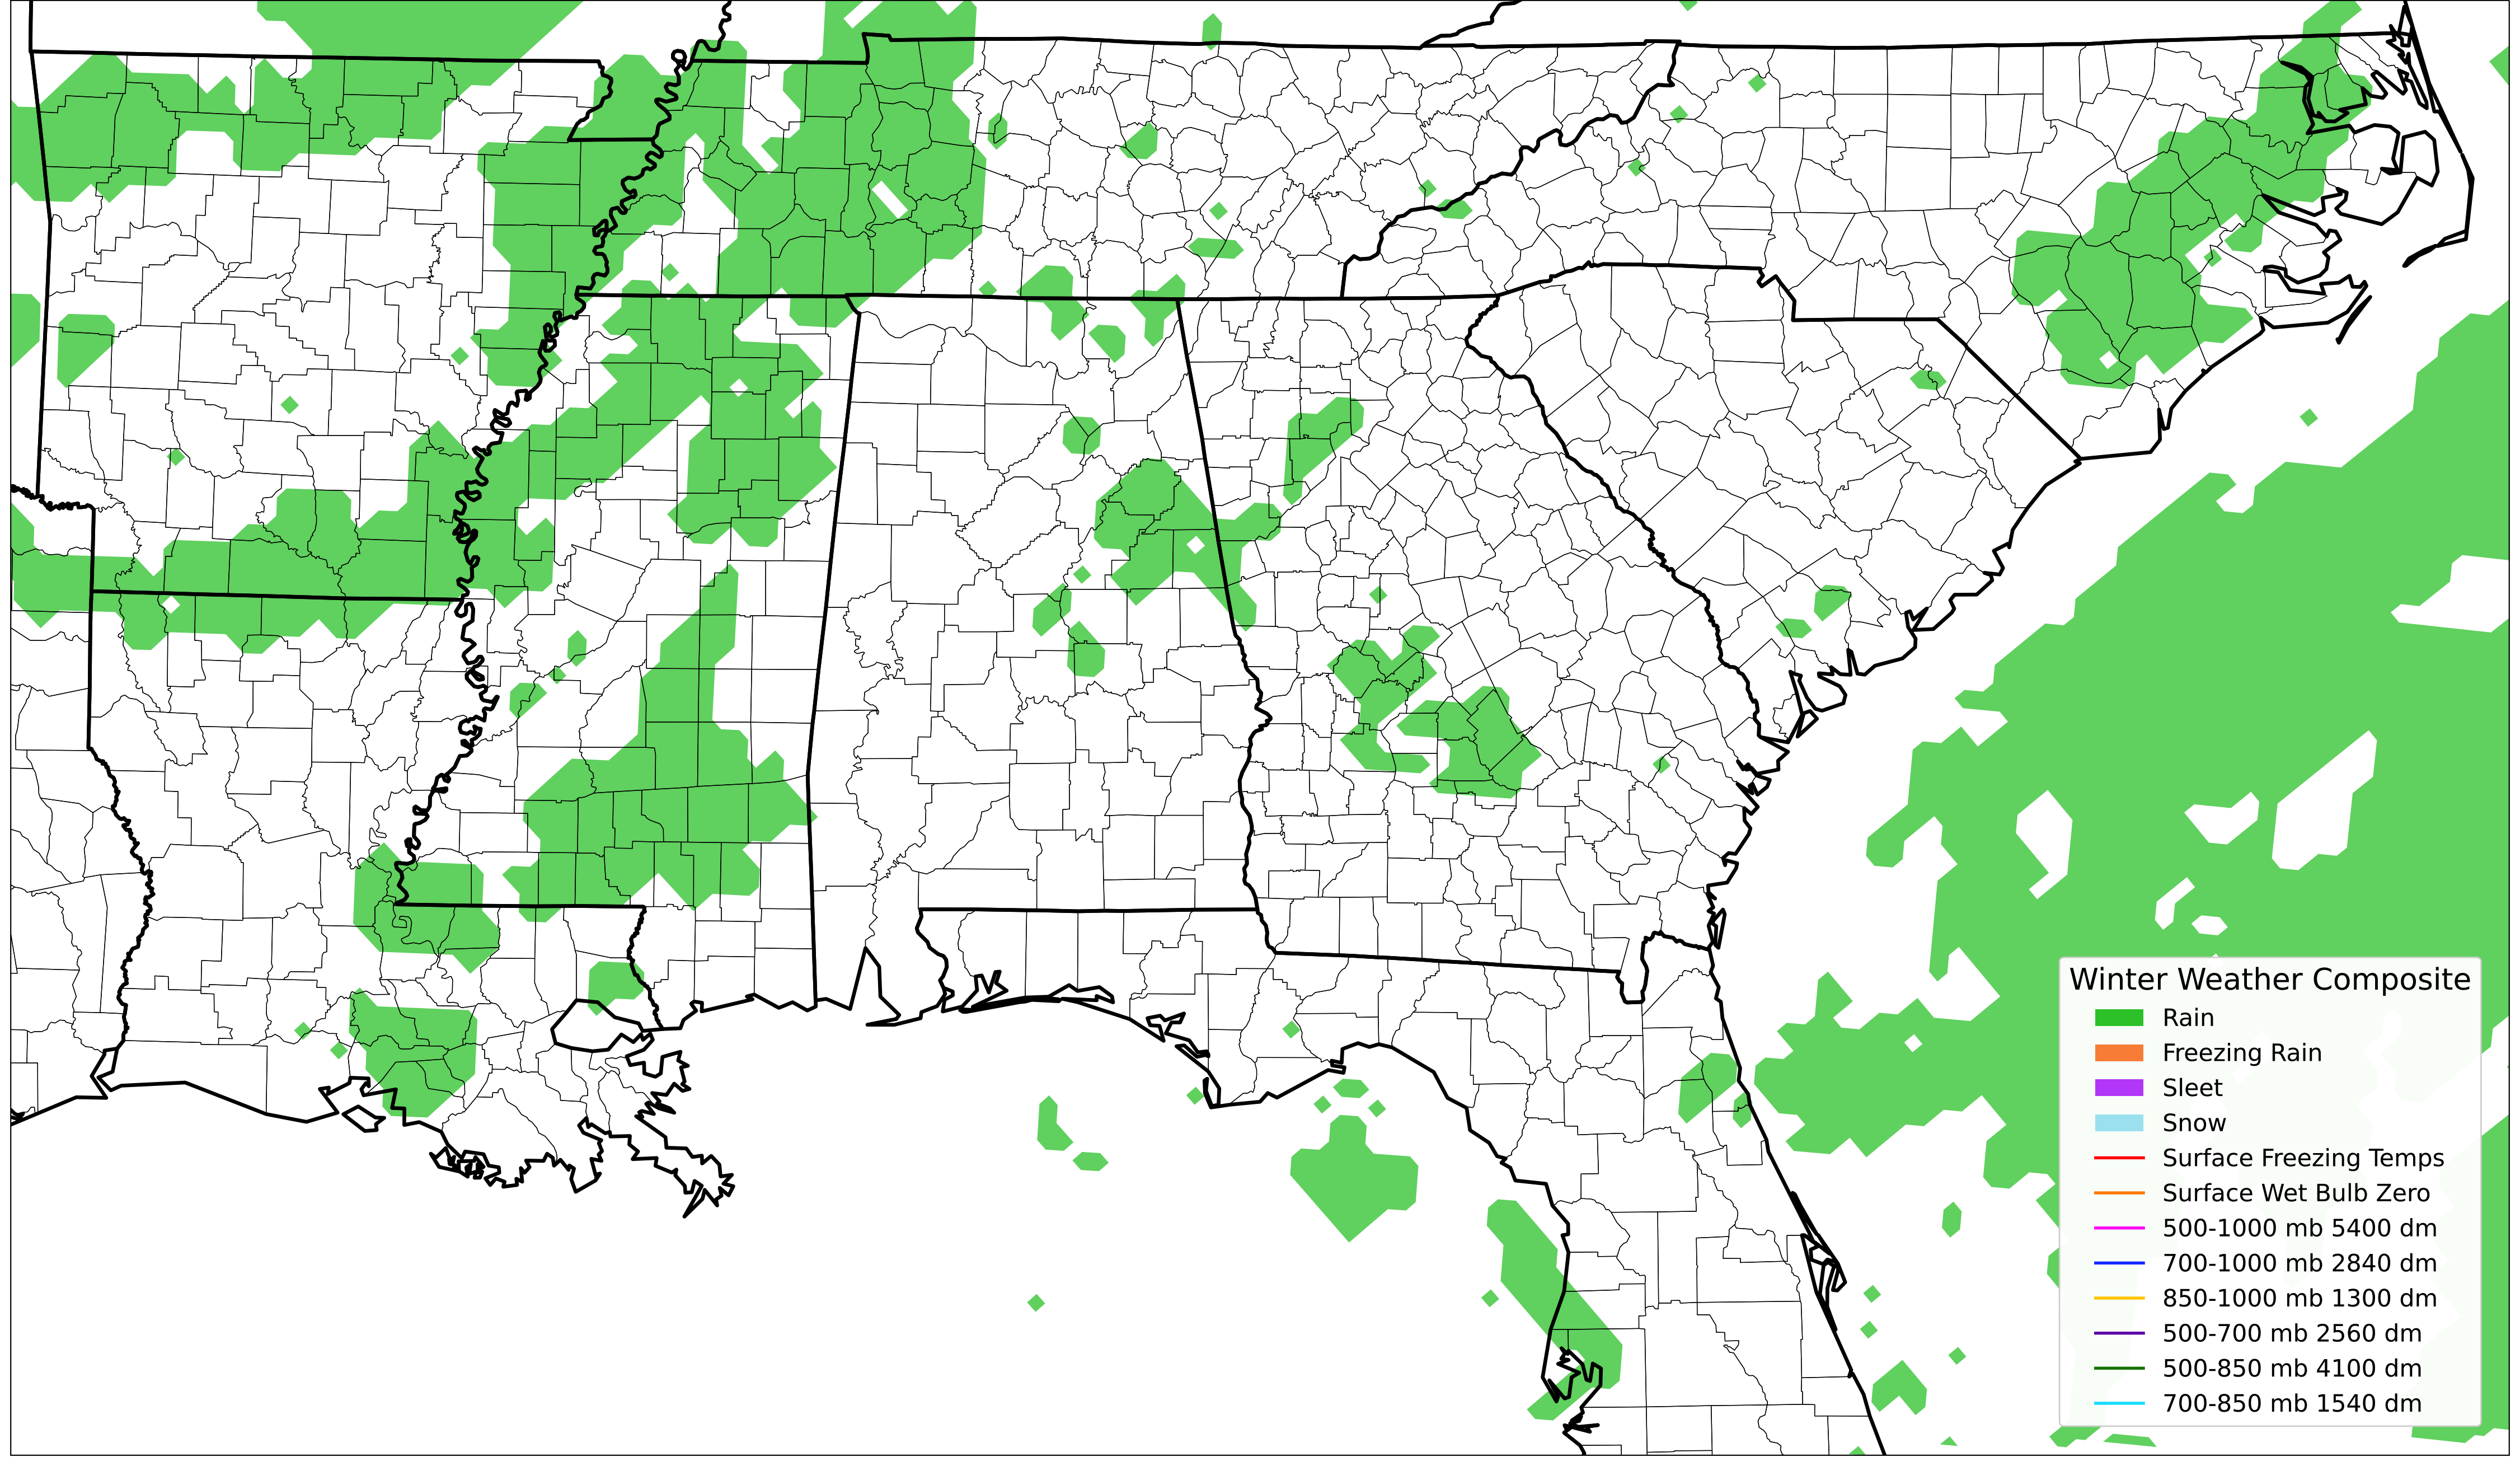 Winter Weather Composite
Rain
Freezing Rain
Sleet
Snow
Surface Freezing Temps
Surface Wet Bulb Zero
500-1000 mb 5400 dm
700-1000 mb 2840 dm
850-1000 mb 1300 dm
500-700 mb 2560 dm
500-850 mb 4100 dm
700-850 mb 1540 dm